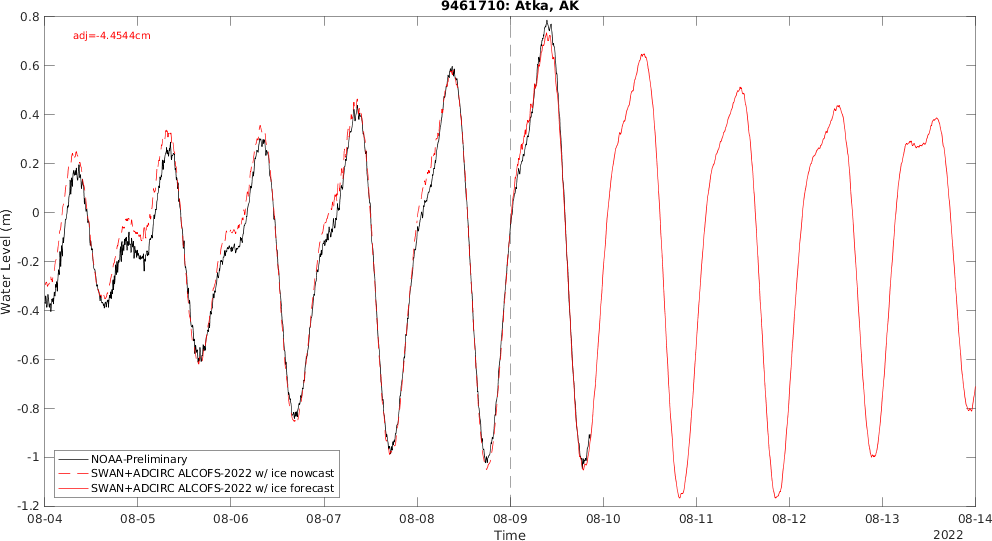 9461710: Atka, AK
adj=-4.4544cm
0.8
0.6
0.4
0.2
0
-0.2
-0.4
-0.6
-0.8
-1
-1.2
Water Level (m)
NOAA-Preliminary
SWAN+ADCIRC ALCOFS-2022 w/ ice nowcast
SWAN+ADCIRC ALCOFS-2022 w/ ice forecast
08-04 08-05 08-06 08-07 08-08 08-09 08-10 08-11 08-12 08-13 08-14
Time
2022